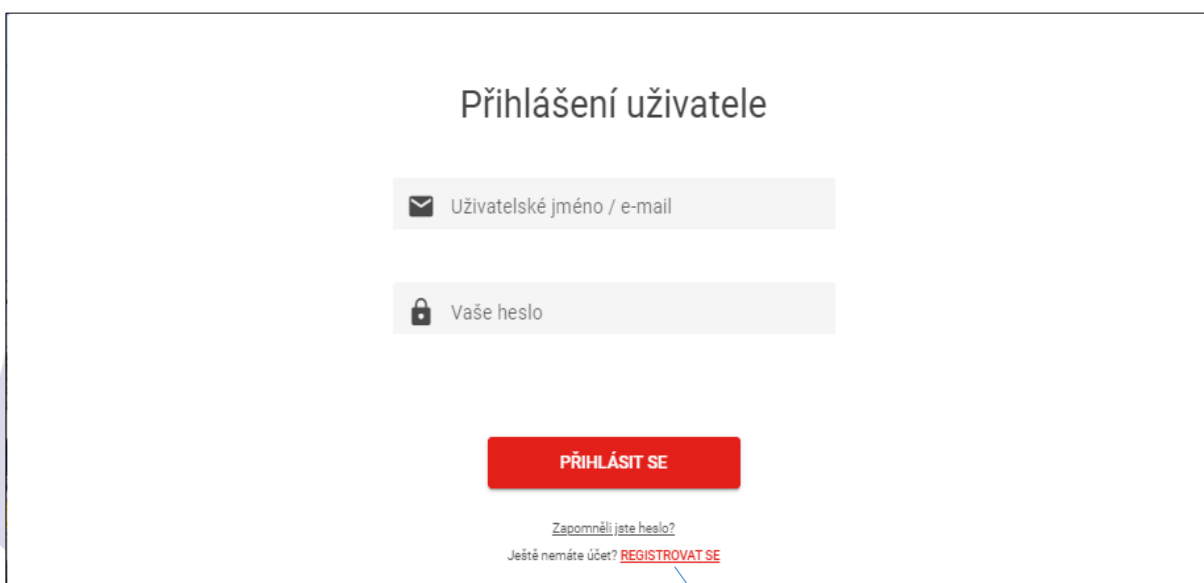 Přihlášení uživatele
Uživatelské jméno / e-mail
Vaše heslo
PŘIHLÁSIT SE
Zapomněli jste heslo?
Ještě nemáte účet? REGISTROVAT SE